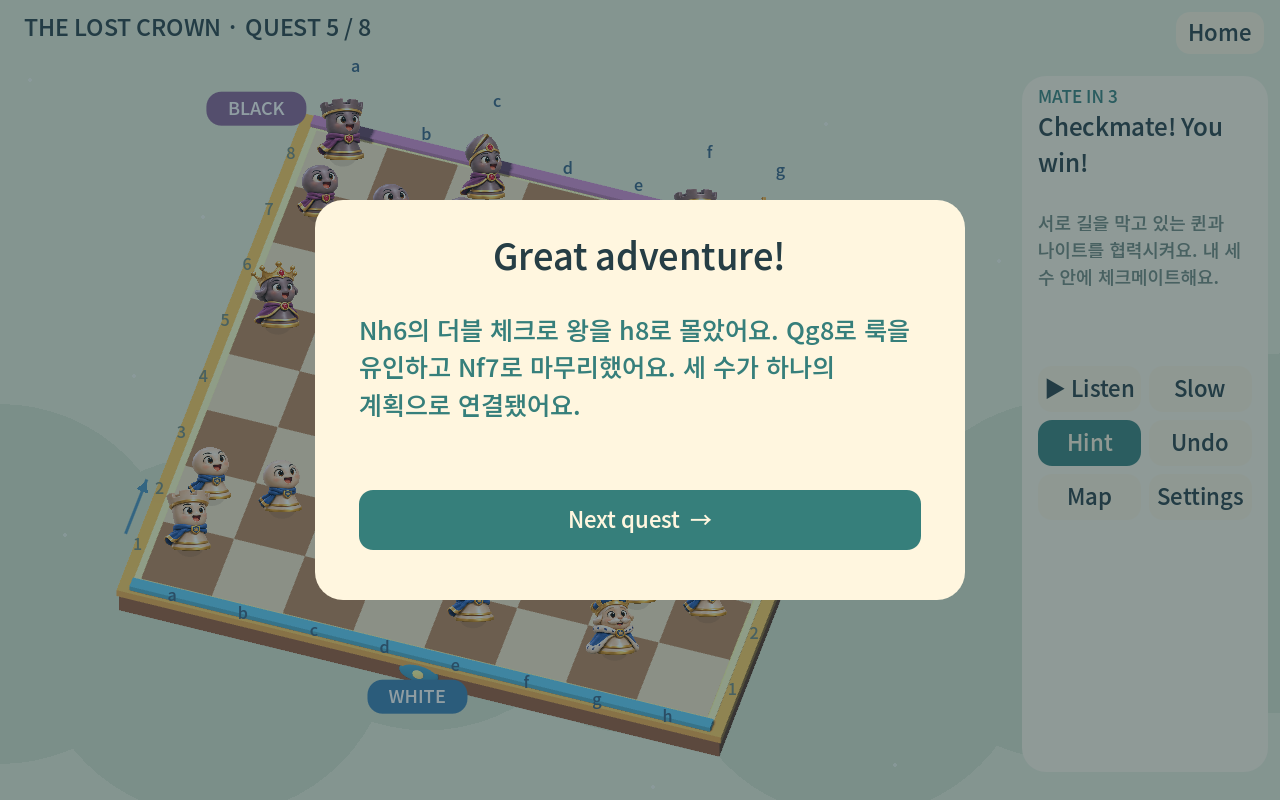 THE LOST CROWN · QUEST 5 / 8
Home
BLACK
a
b
c
d
e
f
g
8
7
6
5
4
3
2
1
a
b
c
d
e
f
g
h
2
1
WHITE
MATE IN 3
Checkmate! You
win!
서로 길을 막고 있는 퀸과
나이트를 협력시켜요. 내 세
수 안에 체크메이트해요.
▶ Listen
Slow
Hint
Undo
Map
Settings
Great adventure!
Nh6의 더블 체크로 왕을 h8로 몰았어요. Qg8로 룩을
유인하고 Nf7로 마무리했어요. 세 수가 하나의
계획으로 연결됐어요.
Next quest →